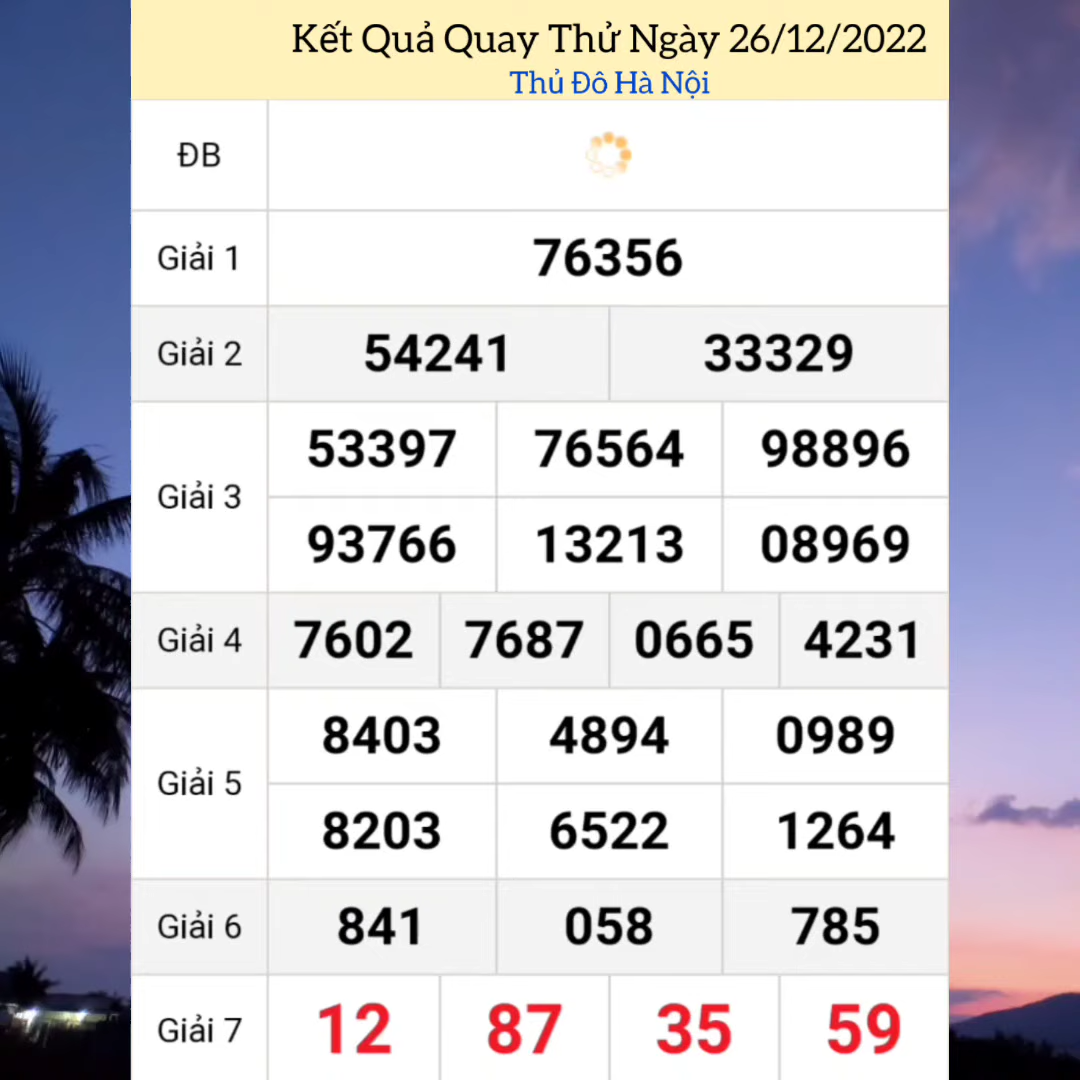 Kết Quả Quay Thử Ngày 26/12/2022
Thủ Đô Hà Nội
ĐB
Giải 1 76356
Giải 2 54241 33329
Giải 3 53397 76564 98896
93766 13213 08969
Giải 4 7602 7687 0665 4231
Giải 5 8403 4894 0989
8203 6522 1264
Giải 6 841 058 785
Giải 7 12 87 35 59